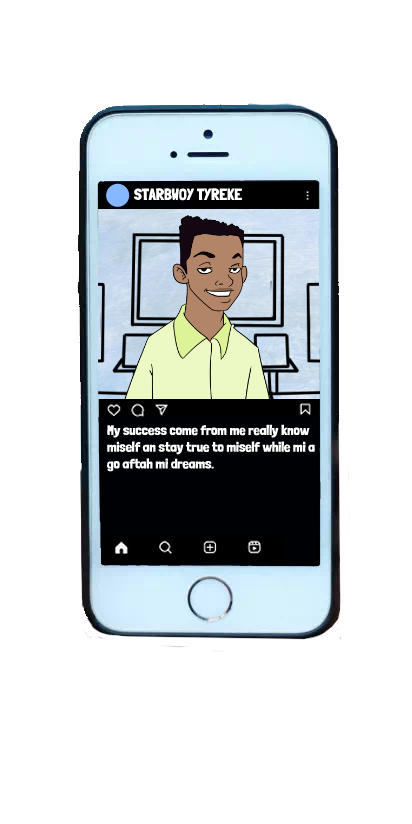 STARBWOY TYREKE
My success come from me really know
miself an stay true to miself while mi a
go aftah mi dreams.